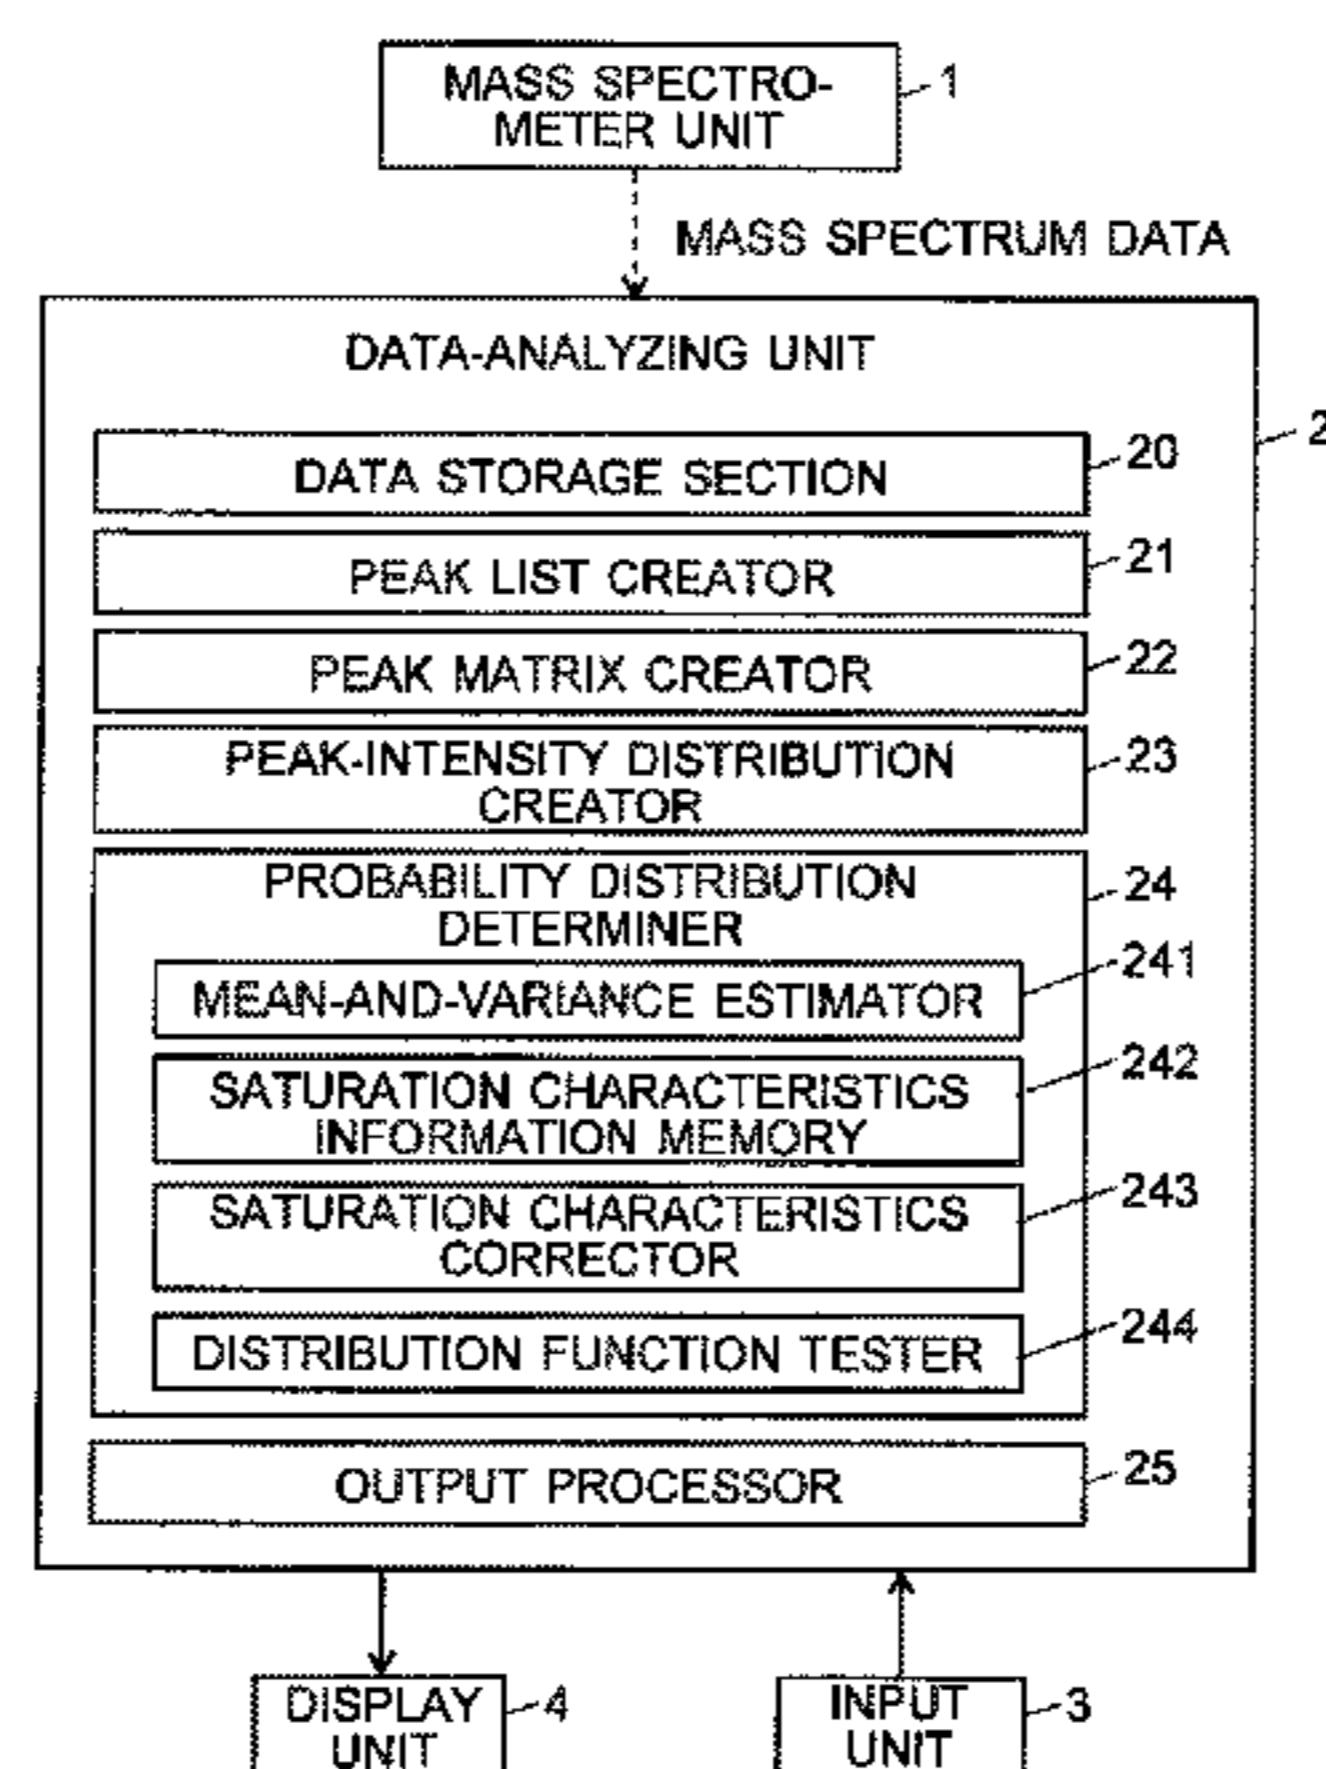 MASS SPECTRO-
METER UNIT
1
MASS SPECTRUM DATA
DATA-ANALYZING UNIT
2
DATA STORAGE SECTION
20
PEAK LIST CREATOR
21
PEAK MATRIX CREATOR
22
PEAK-INTENSITY DISTRIBUTION
CREATOR
23
PROBABILITY DISTRIBUTION
DETERMINER
24
MEAN-AND-VARIANCE ESTIMATOR
241
SATURATION CHARACTERISTICS
INFORMATION MEMORY
242
SATURATION CHARACTERISTICS
CORRECTOR
243
DISTRIBUTION FUNCTION TESTER
244
OUTPUT PROCESSOR
25
DISPLAY
UNIT
4
INPUT
UNIT
3